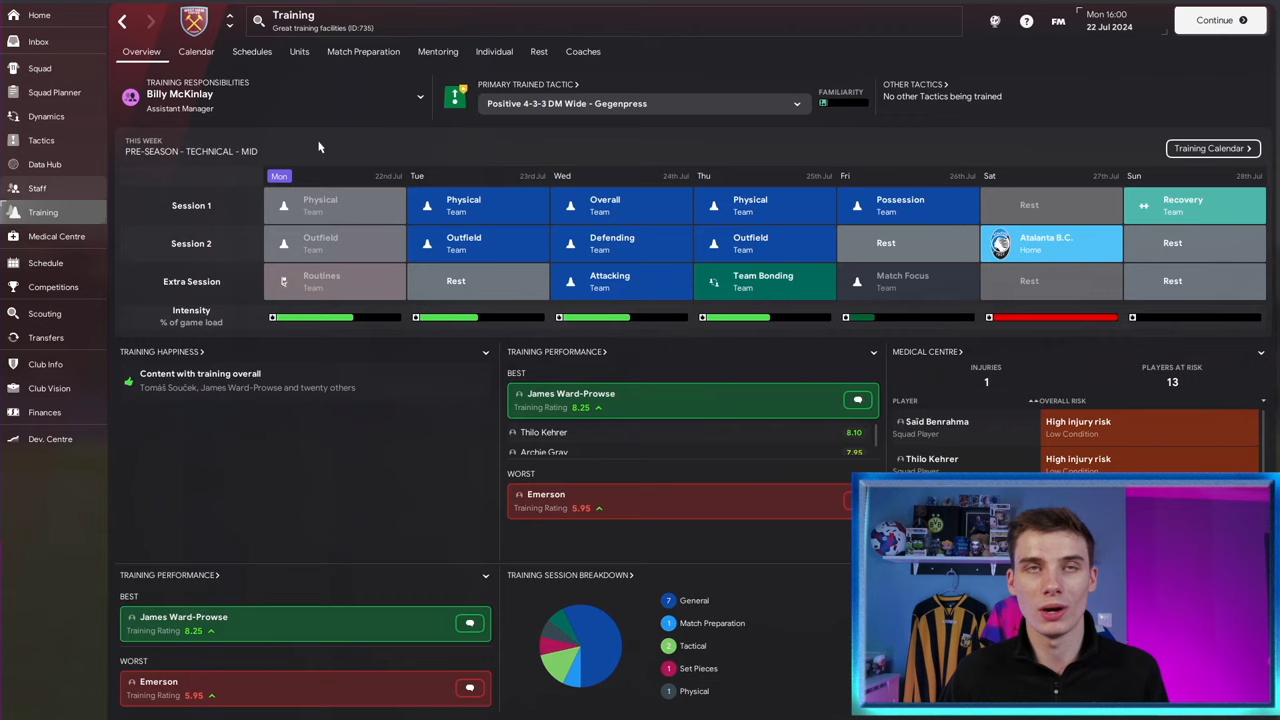 Home
Inbox
Squad
Squad Planner
Dynamics
Tactics
Data Hub
Staff
Training
Medical Centre
Schedule
Competitions
Scouting
Transfers
Club Info
Club Vision
Finances
Dev. Centre
Training
Great training facilities (ID:735)
?
FM
Mon 16:00
22 Jul 2024
Continue
Overview Calendar Schedules Units Match Preparation Mentoring Individual Rest Coaches
TRAINING RESPONSIBILITIES
Billy McKinlay
Assistant Manager
PRIMARY TRAINED TACTIC
Positive 4-3-3 DM Wide - Gegenpress
FAMILIARITY
OTHER TACTICS
No other Tactics being trained
THIS WEEK
PRE-SEASON - TECHNICAL - MID
Training Calendar
Mon 22nd Jul Tue 23rd Jul Wed 24th Jul Thu 25th Jul Fri 26th Jul Sat 27th Jul Sun 28th Jul
Session 1
Physical Team
Physical Team
Overall Team
Physical Team
Possession Team
Rest
Recovery Team
Session 2
Outfield Team
Outfield Team
Defending Team
Outfield Team
Rest
Atalanta B.C. Home
Rest
Extra Session
Routines Team
Rest
Attacking Team
Team Bonding Team
Match Focus Team
Rest
Rest
Intensity
% of game load
TRAINING HAPPINESS
Content with training overall
Tomáš Souček, James Ward-Prowse and twenty others
TRAINING PERFORMANCE
BEST
James Ward-Prowse
Training Rating 8.25
Thilo Kehrer 8.10
Archie Gray 7.95
WORST
Emerson
Training Rating 5.95
MEDICAL CENTRE
INJURIES
1
PLAYERS AT RISK
13
PLAYER OVERALL RISK
Saïd Benrahma
Squad Player
High injury risk
Low Condition
Thilo Kehrer
Squad Player
High injury risk
Low Condition
TRAINING PERFORMANCE
BEST
James Ward-Prowse
Training Rating 8.25
WORST
Emerson
Training Rating 5.95
TRAINING SESSION BREAKDOWN
7 General
1 Match Preparation
2 Tactical
1 Set Pieces
1 Physical